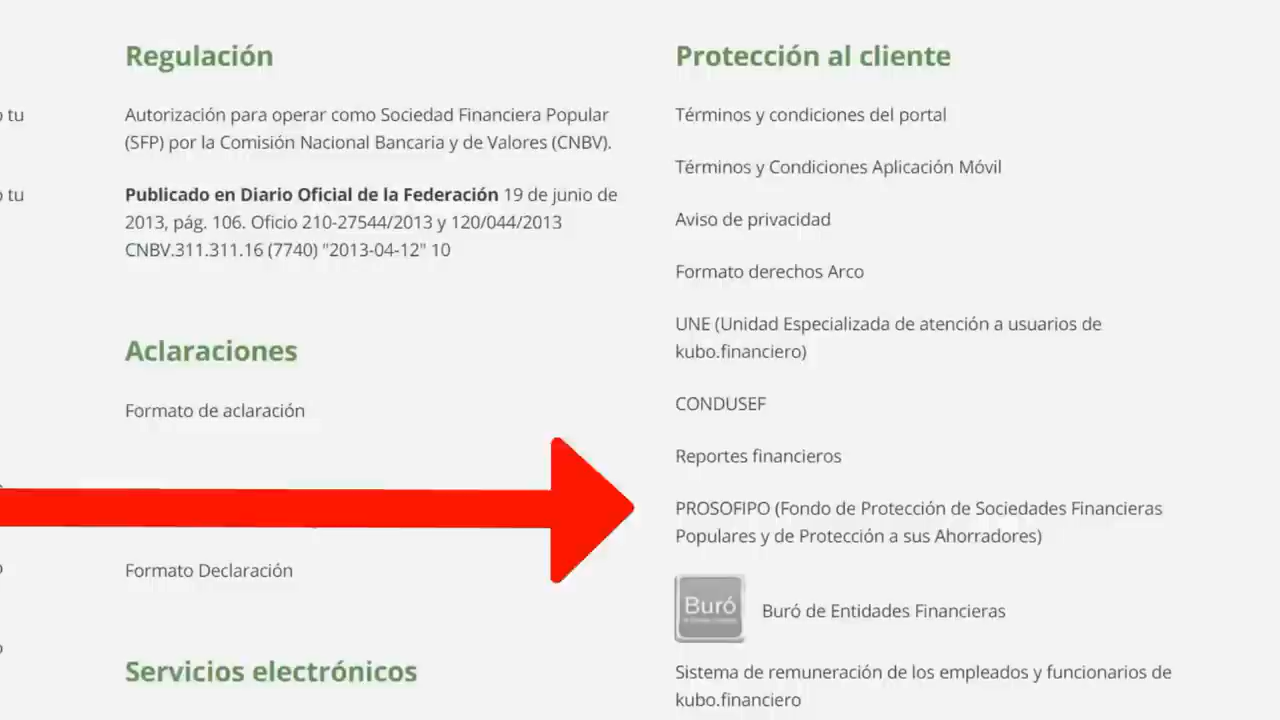 Regulación
Autorización para operar como Sociedad Financiera Popular
(SFP) por la Comisión Nacional Bancaria y de Valores (CNBV).
Publicado en Diario Oficial de la Federación 19 de junio de
2013, pág. 106. Oficio 210-27544/2013 y 120/044/2013
CNBV.311.311.16 (7740) "2013-04-12" 10
Aclaraciones
Formato de aclaración
Formato Declaración
Servicios electrónicos
Protección al cliente
Términos y condiciones del portal
Términos y Condiciones Aplicación Móvil
Aviso de privacidad
Formato derechos Arco
UNE (Unidad Especializada de atención a usuarios de
kubo.financiero)
CONDUSEF
Reportes financieros
PROSOFIPO (Fondo de Protección de Sociedades Financieras
Populares y de Protección a sus Ahorradores)
Buró
Buró de Entidades Financieras
Sistema de remuneración de los empleados y funcionarios de
kubo.financiero
tu
tu